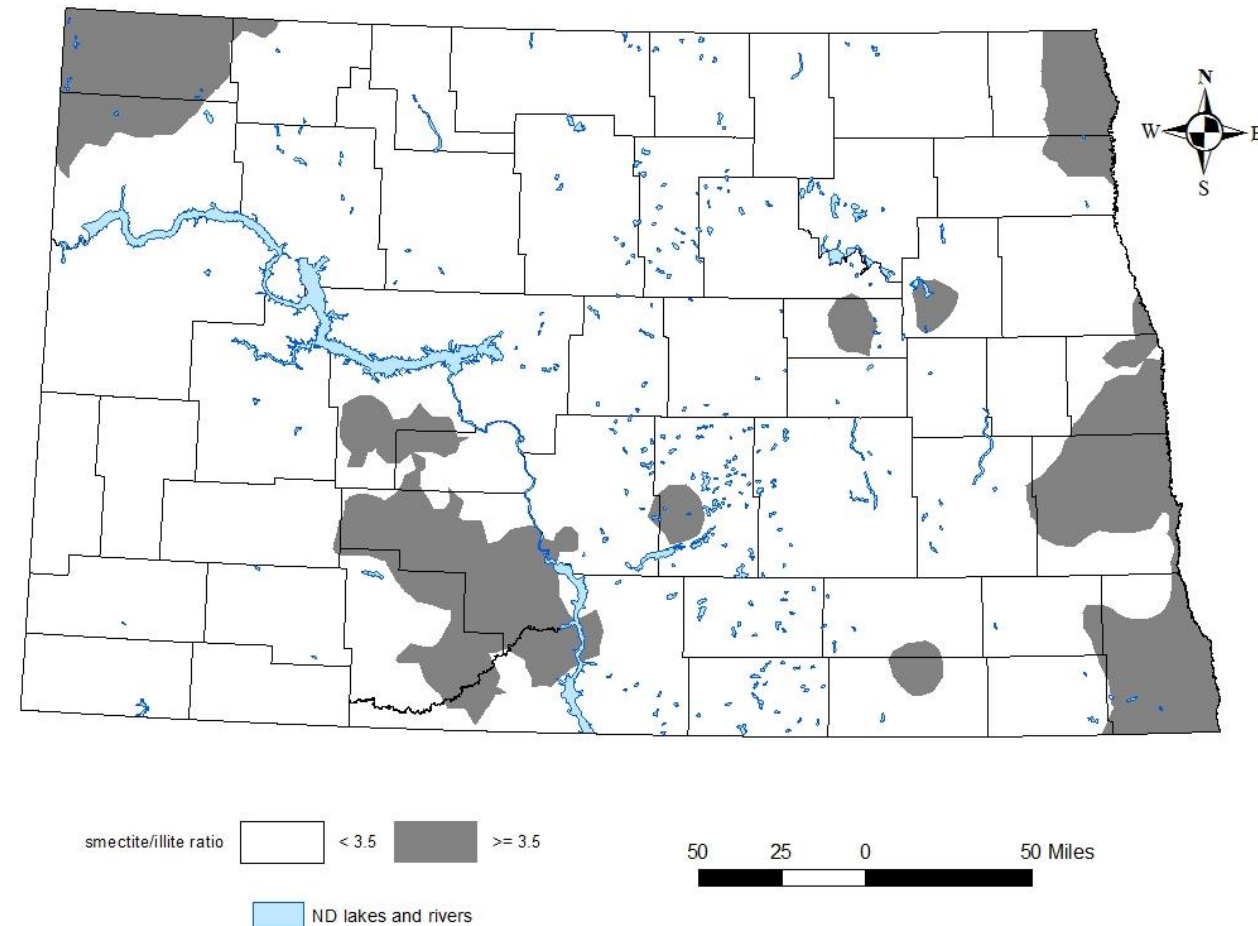 N
W E
S
smectite/illite ratio < 3.5 >= 3.5
50 25 0 50 Miles
ND lakes and rivers